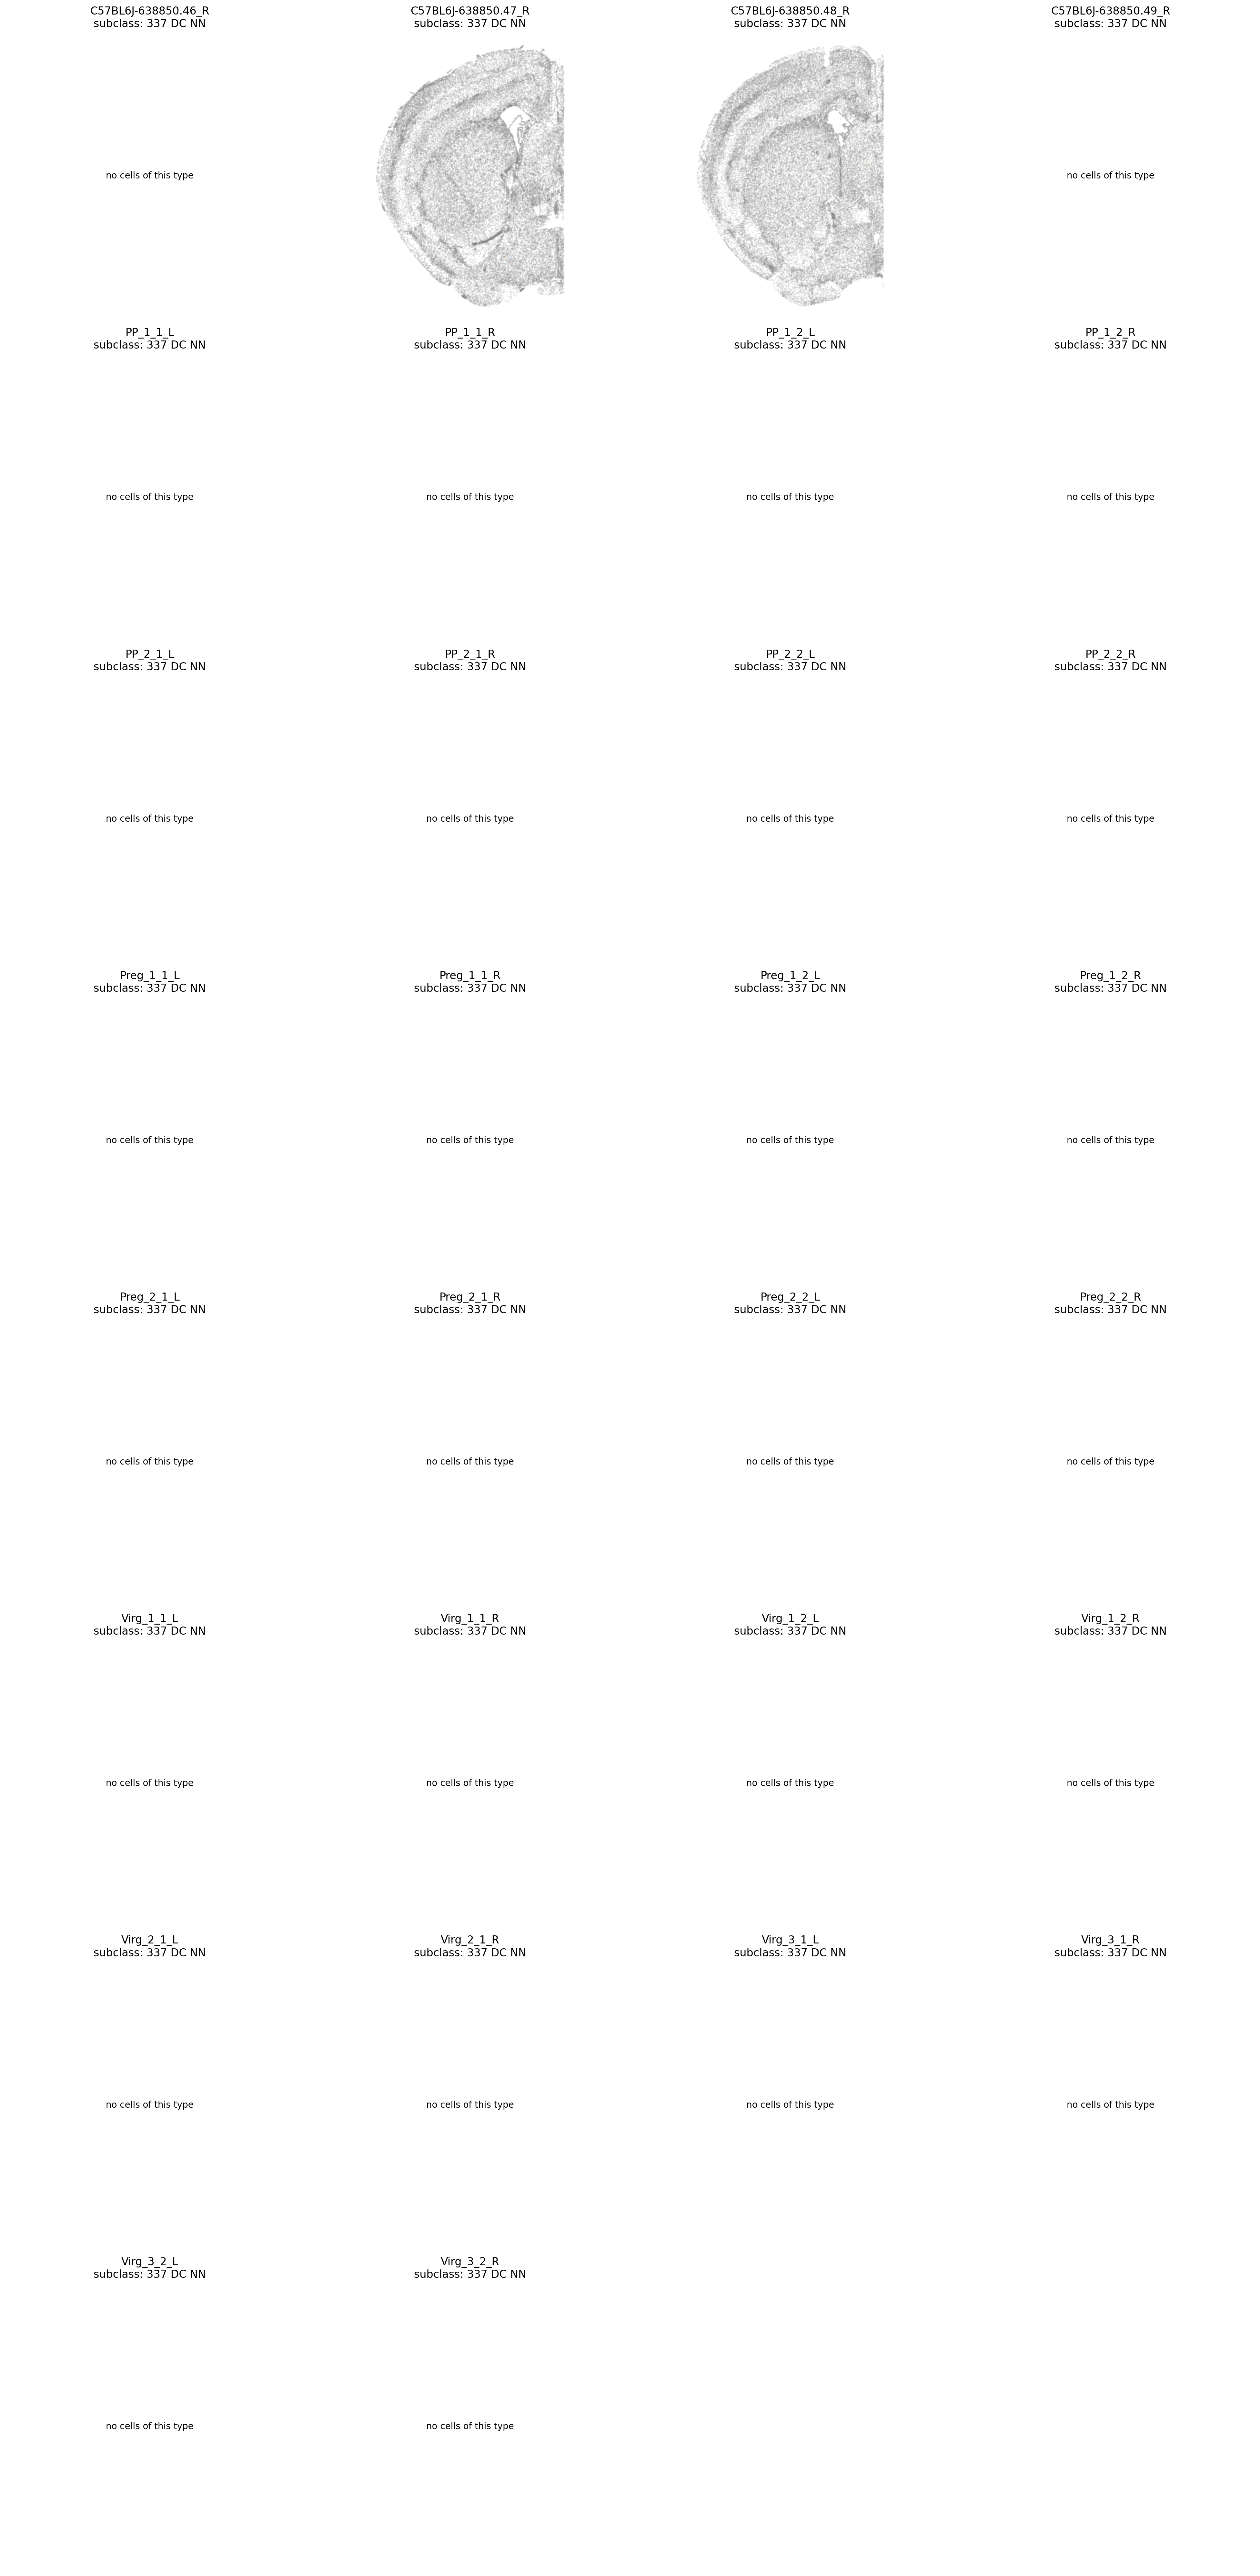 C57BL6J-638850.46_R
subclass: 337 DC NN
C57BL6J-638850.47_R
subclass: 337 DC NN
C57BL6J-638850.48_R
subclass: 337 DC NN
C57BL6J-638850.49_R
subclass: 337 DC NN
no cells of this type
no cells of this type
PP_1_1_L
subclass: 337 DC NN
PP_1_1_R
subclass: 337 DC NN
PP_1_2_L
subclass: 337 DC NN
PP_1_2_R
subclass: 337 DC NN
no cells of this type
no cells of this type
no cells of this type
no cells of this type
PP_2_1_L
subclass: 337 DC NN
PP_2_1_R
subclass: 337 DC NN
PP_2_2_L
subclass: 337 DC NN
PP_2_2_R
subclass: 337 DC NN
no cells of this type
no cells of this type
no cells of this type
no cells of this type
Preg_1_1_L
subclass: 337 DC NN
Preg_1_1_R
subclass: 337 DC NN
Preg_1_2_L
subclass: 337 DC NN
Preg_1_2_R
subclass: 337 DC NN
no cells of this type
no cells of this type
no cells of this type
no cells of this type
Preg_2_1_L
subclass: 337 DC NN
Preg_2_1_R
subclass: 337 DC NN
Preg_2_2_L
subclass: 337 DC NN
Preg_2_2_R
subclass: 337 DC NN
no cells of this type
no cells of this type
no cells of this type
no cells of this type
Virg_1_1_L
subclass: 337 DC NN
Virg_1_1_R
subclass: 337 DC NN
Virg_1_2_L
subclass: 337 DC NN
Virg_1_2_R
subclass: 337 DC NN
no cells of this type
no cells of this type
no cells of this type
no cells of this type
Virg_2_1_L
subclass: 337 DC NN
Virg_2_1_R
subclass: 337 DC NN
Virg_3_1_L
subclass: 337 DC NN
Virg_3_1_R
subclass: 337 DC NN
no cells of this type
no cells of this type
no cells of this type
no cells of this type
Virg_3_2_L
subclass: 337 DC NN
Virg_3_2_R
subclass: 337 DC NN
no cells of this type
no cells of this type